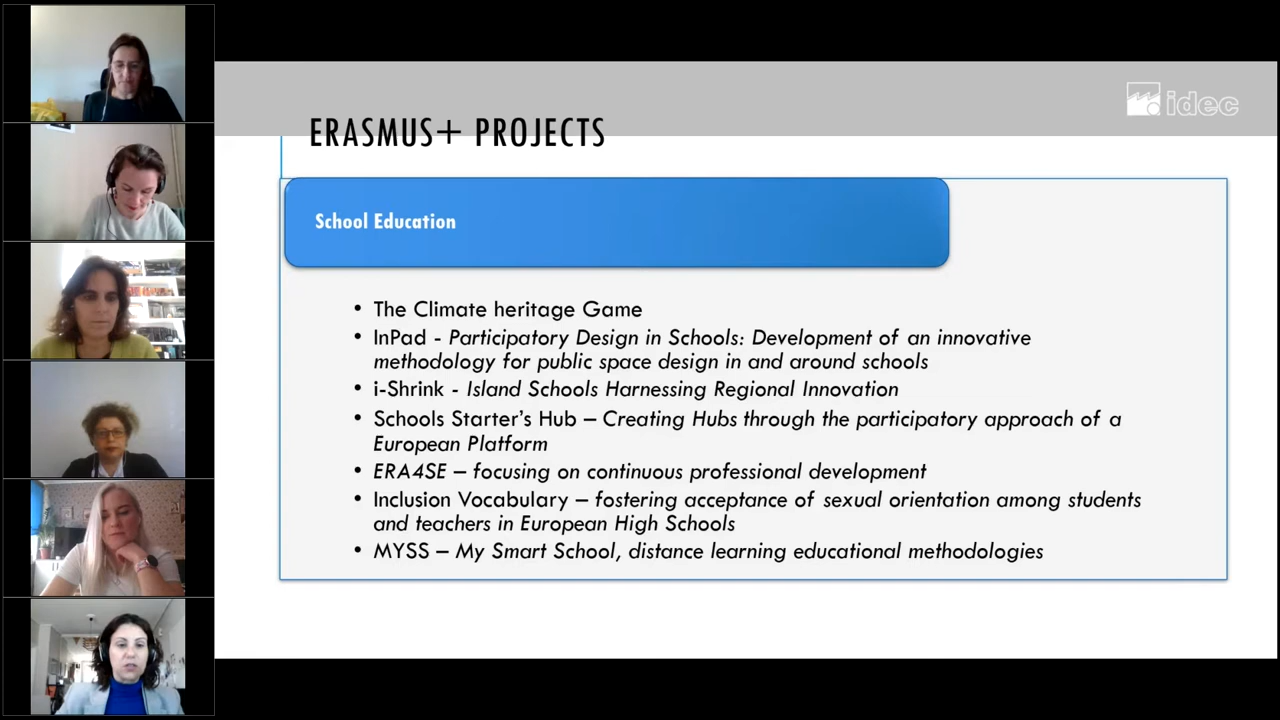 idec
ERASMUS+ PROJECTS
School Education
• The Climate heritage Game
• InPad - Participatory Design in Schools: Development of an innovative
methodology for public space design in and around schools
• i-Shrink - Island Schools Harnessing Regional Innovation
• Schools Starter’s Hub – Creating Hubs through the participatory approach of a
European Platform
• ERA4SE – focusing on continuous professional development
• Inclusion Vocabulary – fostering acceptance of sexual orientation among students
and teachers in European High Schools
• MYSS – My Smart School, distance learning educational methodologies